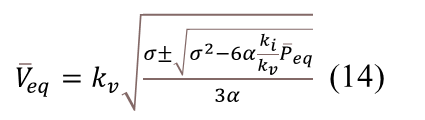 V̄_eq = k_v √((σ±√(σ²−6α(k_i/k_v)P̄_eq))/(3α)) (14)